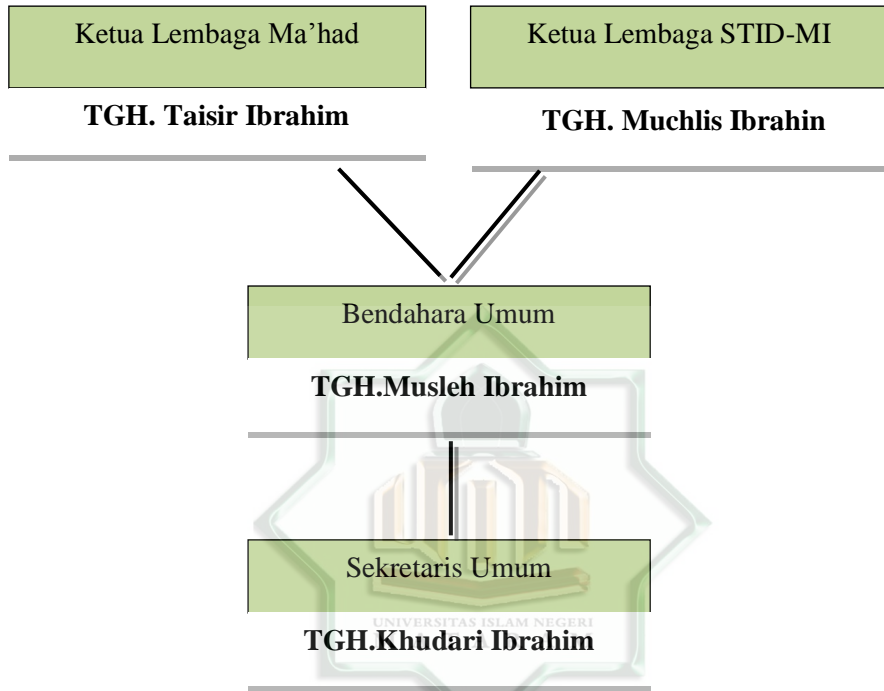 Ketua Lembaga Ma’had
TGH. Taisir Ibrahim
Ketua Lembaga STID-MI
TGH. Muchlis Ibrahin
Bendahara Umum
TGH.Musleh Ibrahim
Sekretaris Umum
UNIVERSITAS ISLAM NEGERI
TGH.Khudari Ibrahim